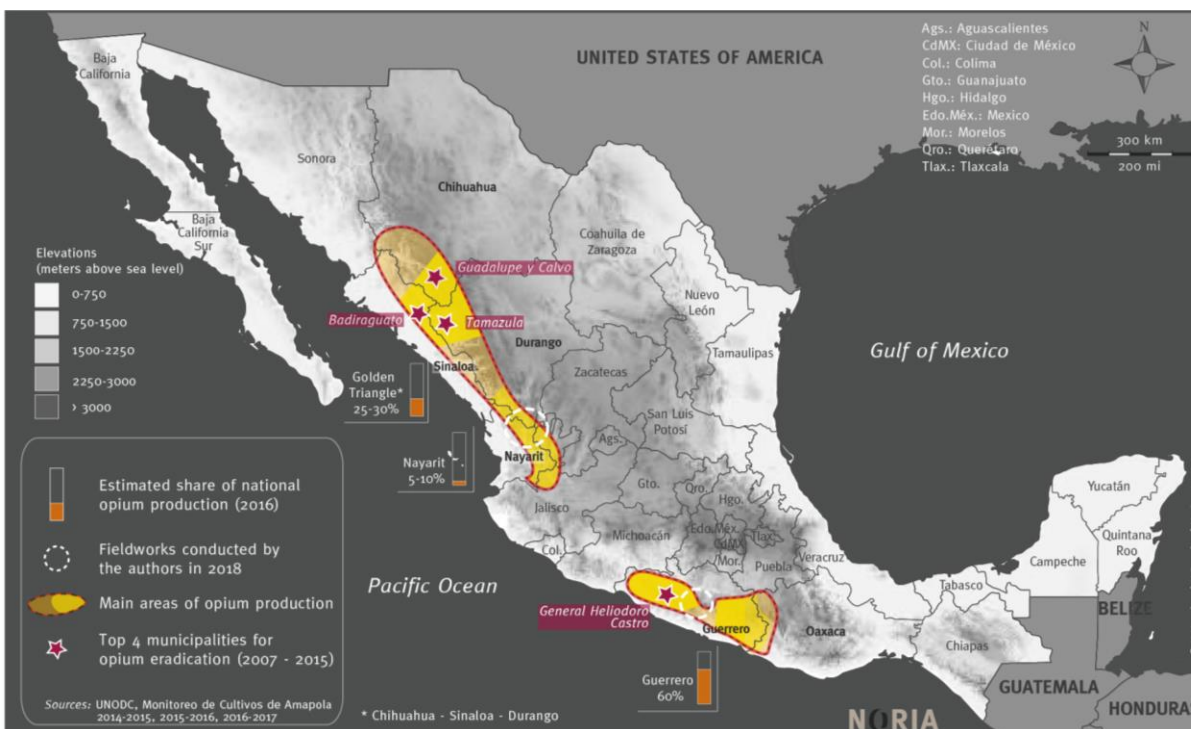 UNITED STATES OF AMERICA
Ags.: Aguascalientes
CdMX: Ciudad de México
Col.: Colima
Gto.: Guanajuato
Hgo.: Hidalgo
Edo.Méx.: Mexico
Mor.: Morelos
Qro.: Querétaro
Tlax.: Tlaxcala
N
300 km
200 mi
Baja
California
Sonora
Chihuahua
Coahuila de
Zaragoza
Baja
California
Sur
Nuevo
León
Tamaulipas
Gulf of Mexico
Guadalupe y Calvo
Badiraguato
Tamazula
Durango
Sinaloa
Zacatecas
San Luis
Potosí
Ags.
Nayarit
Jalisco
Gto.
Qro.
Hgo.
Edo.Méx.
Tlax.
CdMX
Mor.
Puebla
Veracruz
Michoacán
Col.
Pacific Ocean
General Heliodoro
Castro
Guerrero
Oaxaca
Chiapas
Tabasco
Campeche
Yucatán
Quintana
Roo
BELIZE
GUATEMALA
HONDURA
Elevations
(meters above sea level)
0-750
750-1500
1500-2250
2250-3000
> 3000
Golden
Triangle*
25-30%
Nayarit
5-10%
Guerrero
60%
Estimated share of national
opium production (2016)
Fieldworks conducted by
the authors in 2018
Main areas of opium production
Top 4 municipalities for
opium eradication (2007 - 2015)
Sources: UNODC, Monitoreo de Cultivos de Amapola
2014-2015, 2015-2016, 2016-2017
* Chihuahua - Sinaloa - Durango
NORIA